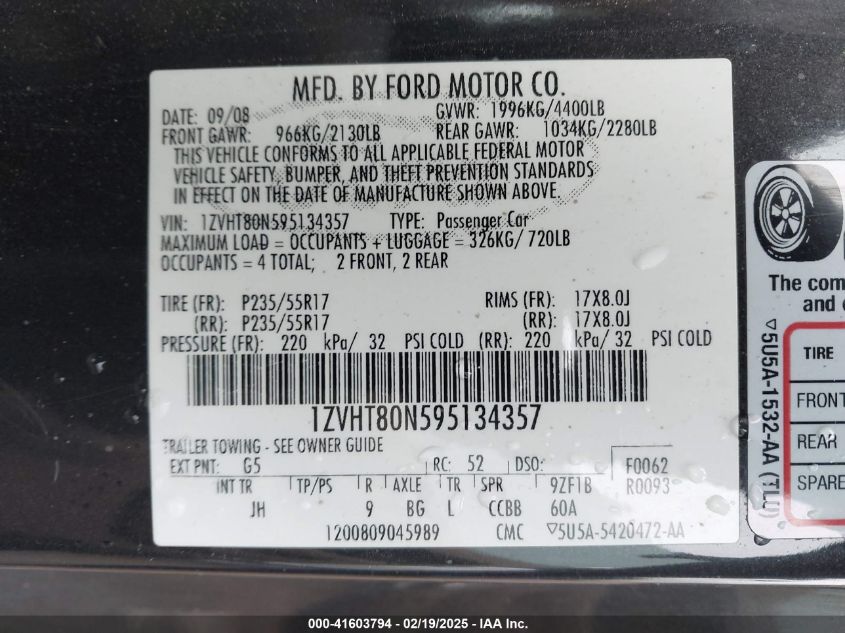 MFD. BY FORD MOTOR CO.
DATE: 09/08 GVWR: 1996KG/4400LB
FRONT GAWR: 966KG/2130LB REAR GAWR: 1034KG/2280LB
THIS VEHICLE CONFORMS TO ALL APPLICABLE FEDERAL MOTOR
VEHICLE SAFETY, BUMPER, AND THEFT PREVENTION STANDARDS
IN EFFECT ON THE DATE OF MANUFACTURE SHOWN ABOVE.
VIN: 1ZVHT80N595134357 TYPE: Passenger Car
MAXIMUM LOAD = OCCUPANTS + LUGGAGE = 326KG/ 720LB
OCCUPANTS = 4 TOTAL; 2 FRONT, 2 REAR
TIRE (FR): P235/55R17 RIMS (FR): 17X8.0J
(RR): P235/55R17 (RR): 17X8.0J
PRESSURE (FR): 220 kPa/ 32 PSI COLD (RR): 220 kPa/ 32 PSI COLD
1ZVHT80N595134357
TRAILER TOWING - SEE OWNER GUIDE
EXT PNT: G5 RC: 52 DSO: F0062
INT TR TP/PS R AXLE TR SPR 9ZF1B R0093
JH 9 BG L CCBB 60A
1200809045989 CMC ▽5U5A-5420472-AA
The com
and
▽5U5A-1532-AA (TLU)
TIRE
FRONT
REAR
SPARE
000-41603794 - 02/19/2025 - IAA Inc.